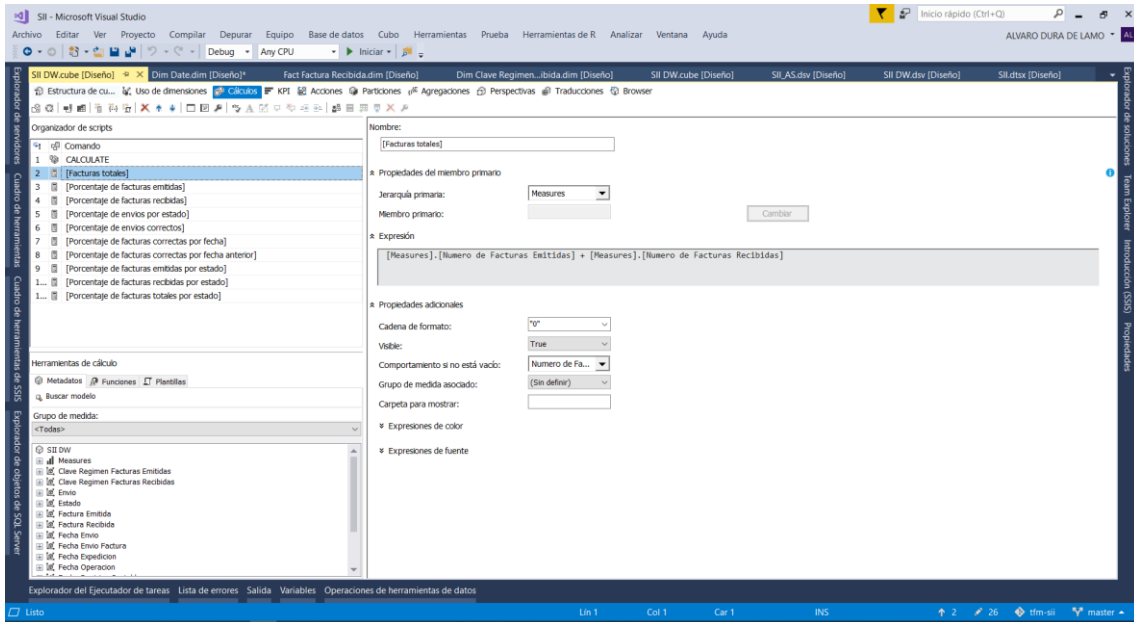 SII - Microsoft Visual Studio
Inicio rápido (Ctrl+Q)
Archivo Editar Ver Proyecto Compilar Depurar Equipo Base de datos Cubo Herramientas Prueba Herramientas de R Analizar Ventana Ayuda
ALVARO DURA DE LAMO
AL
Debug Any CPU Iniciar
SII DW.cube [Diseño] Dim Date.dim [Diseño]* Fact Factura Recibida.dim [Diseño] Dim Clave Regimen...ibida.dim [Diseño] SII DW.cube [Diseño] SII_AS.dsv [Diseño] SII DW.dsv [Diseño] SII.dtsx [Diseño]
Estructura de cu... Uso de dimensiones Cálculos KPI Acciones Particiones Agregaciones Perspectivas Traducciones Browser
Organizador de scripts
Comando
1 CALCULATE
2 [Facturas totales]
3 [Porcentaje de facturas emitidas]
4 [Porcentaje de facturas recibidas]
5 [Porcentaje de envios por estado]
6 [Porcentaje de envios correctos]
7 [Porcentaje de facturas correctas por fecha]
8 [Porcentaje de facturas correctas por fecha anterior]
9 [Porcentaje de facturas emitidas por estado]
1... [Porcentaje de facturas recibidas por estado]
1... [Porcentaje de facturas totales por estado]
Herramientas de cálculo
Metadatos Funciones Plantillas
Buscar modelo
Grupo de medida:
<Todas>
SII DW
Measures
Clave Regimen Facturas Emitidas
Clave Regimen Facturas Recibidas
Envio
Estado
Factura Emitida
Factura Recibida
Fecha Envio
Fecha Envio Factura
Fecha Expedicion
Fecha Operacion
Nombre:
[Facturas totales]
Propiedades del miembro primario
Jerarquía primaria: Measures
Miembro primario: Cambiar
Expresión
[Measures].[Numero de Facturas Emitidas] + [Measures].[Numero de Facturas Recibidas]
Propiedades adicionales
Cadena de formato: "0"
Visible: True
Comportamiento si no está vacío: Numero de Fa...
Grupo de medida asociado: (Sin definir)
Carpeta para mostrar:
Expresiones de color
Expresiones de fuente
Explorador de servidores
Cuadro de herramientas
Cuadro de herramientas de SSIS
Explorador de objetos de SQL Server
Explorador de soluciones
Team Explorer
Introducción (SSIS)
Propiedades
Explorador del Ejecutador de tareas Lista de errores Salida Variables Operaciones de herramientas de datos
Listo Lín 1 Col 1 Car 1 INS 2 26 tfm-sii master